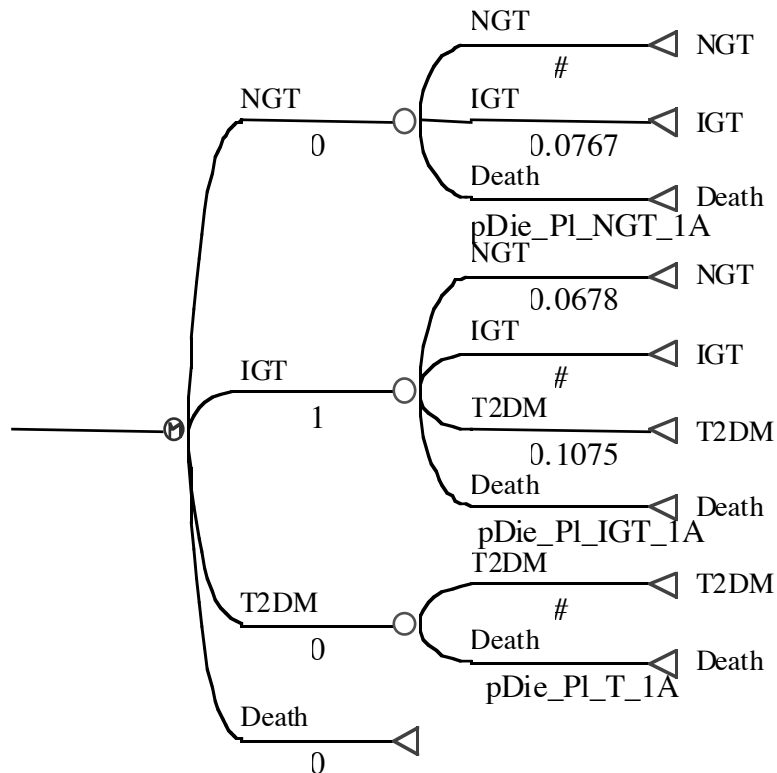 NGT
NGT
#
NGT
0
IGT
IGT
0.0767
Death
Death
pDie_Pl_NGT_1A
NGT
NGT
0.0678
IGT
1
IGT
IGT
#
M
T2DM
T2DM
0.1075
Death
Death
pDie_Pl_IGT_1A
T2DM
0
T2DM
T2DM
#
Death
Death
pDie_Pl_T_1A
Death
0